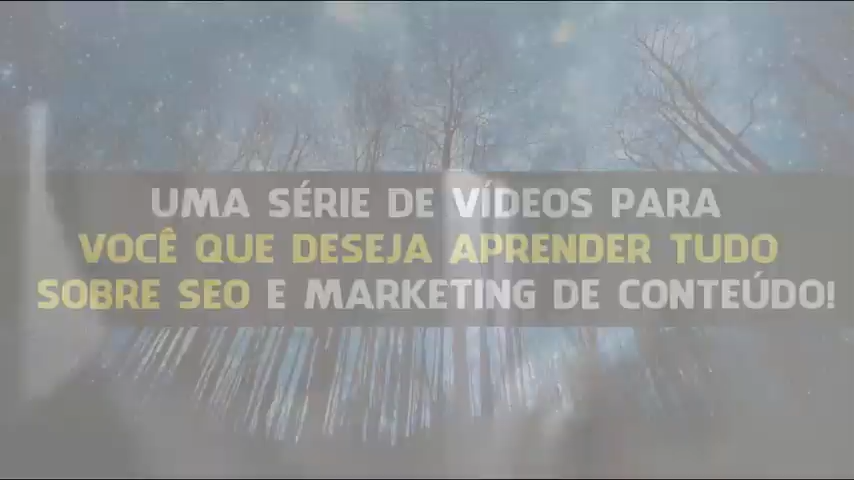 UMA SÉRIE DE VÍDEOS PARA
VOCÊ QUE DESEJA APRENDER TUDO
SOBRE SEO E MARKETING DE CONTEÚDO!